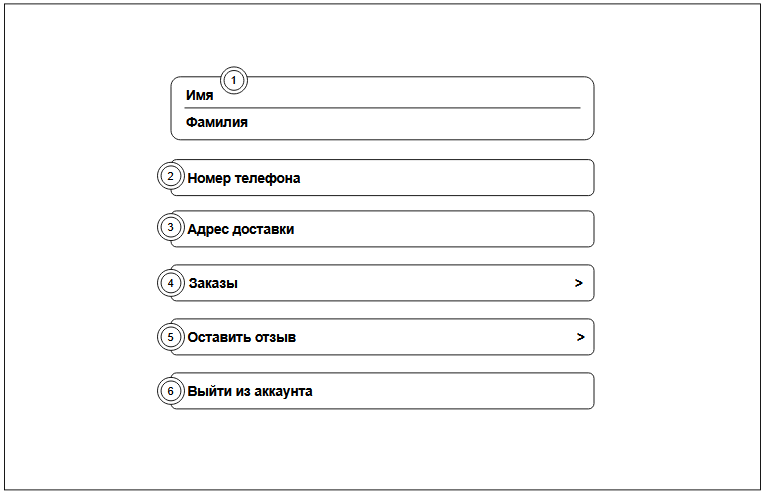 1
Имя
Фамилия
2 Номер телефона
3 Адрес доставки
4 Заказы >
5 Оставить отзыв >
6 Выйти из аккаунта